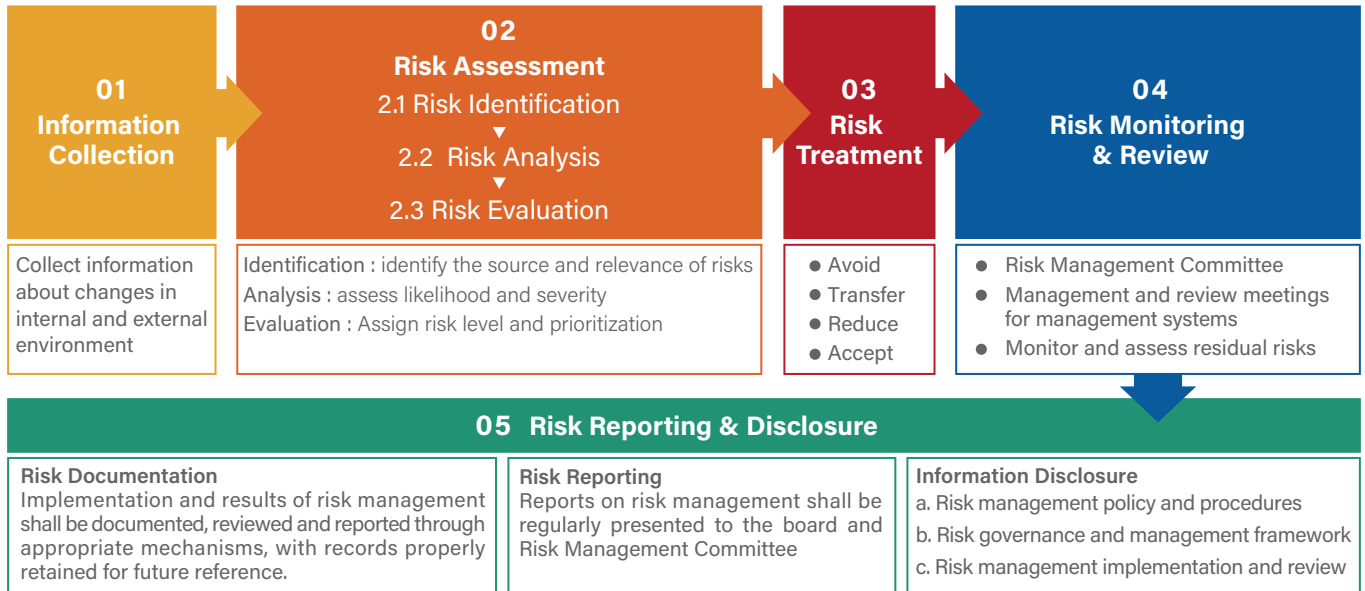 01
Information
Collection
Collect information
about changes in
internal and external
environment
02
Risk Assessment
2.1 Risk Identification
2.2 Risk Analysis
2.3 Risk Evaluation
Identification : identify the source and relevance of risks
Analysis : assess likelihood and severity
Evaluation : Assign risk level and prioritization
03
Risk
Treatment
● Avoid
● Transfer
● Reduce
● Accept
04
Risk Monitoring
& Review
● Risk Management Committee
● Management and review meetings
for management systems
● Monitor and assess residual risks
05 Risk Reporting & Disclosure
Risk Documentation
Implementation and results of risk management
shall be documented, reviewed and reported through
appropriate mechanisms, with records properly
retained for future reference.
Risk Reporting
Reports on risk management shall be
regularly presented to the board and
Risk Management Committee
Information Disclosure
a. Risk management policy and procedures
b. Risk governance and management framework
c. Risk management implementation and review